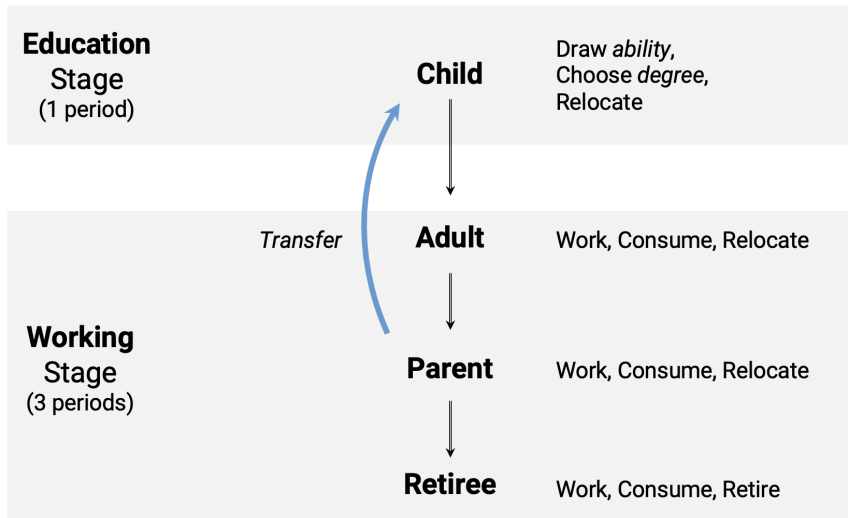 Education
Stage
(1 period)
Child
Draw ability,
Choose degree,
Relocate
Transfer
Adult
Work, Consume, Relocate
Working
Stage
(3 periods)
Parent
Work, Consume, Relocate
Retiree
Work, Consume, Retire